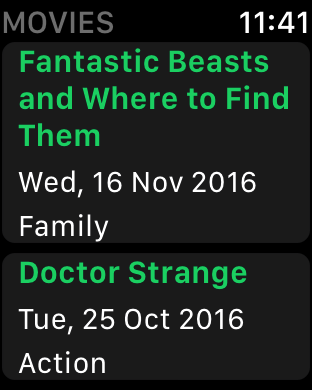 MOVIES 11:41
Fantastic Beasts
and Where to Find
Them
Wed, 16 Nov 2016
Family
Doctor Strange
Tue, 25 Oct 2016
Action